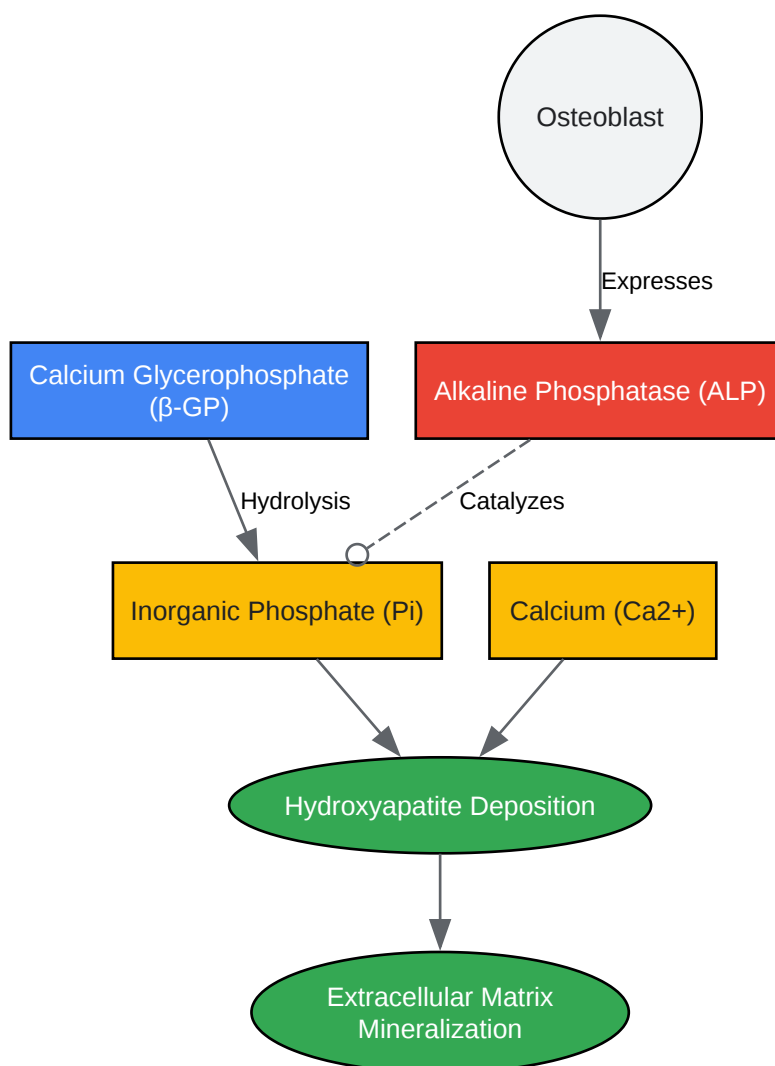 Osteoblast
Expresses
Calcium Glycerophosphate
(β-GP)
Alkaline Phosphatase (ALP)
Hydrolysis
Catalyzes
Inorganic Phosphate (Pi)
Calcium (Ca2+)
Hydroxyapatite Deposition
Extracellular Matrix
Mineralization